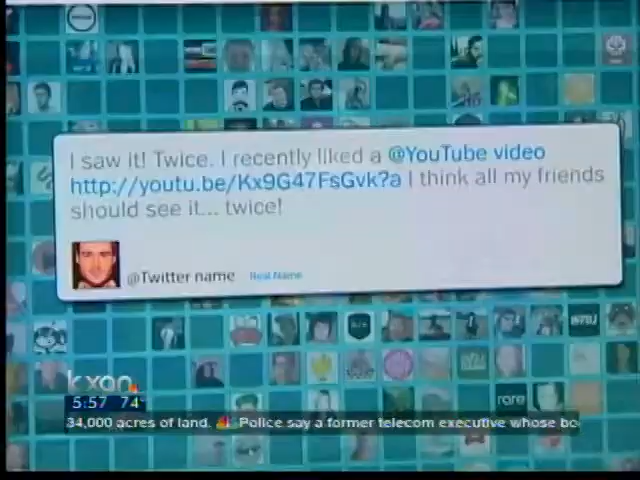 I saw it! Twice. I recently liked a @YouTube video
http://youtu.be/Kx9G47FsGvk?a I think all my friends
should see it... twice!
@Twitter name Real Name
kxan
5:57 74°
34,000 acres of land. Police say a former telecom executive whose bo
rare